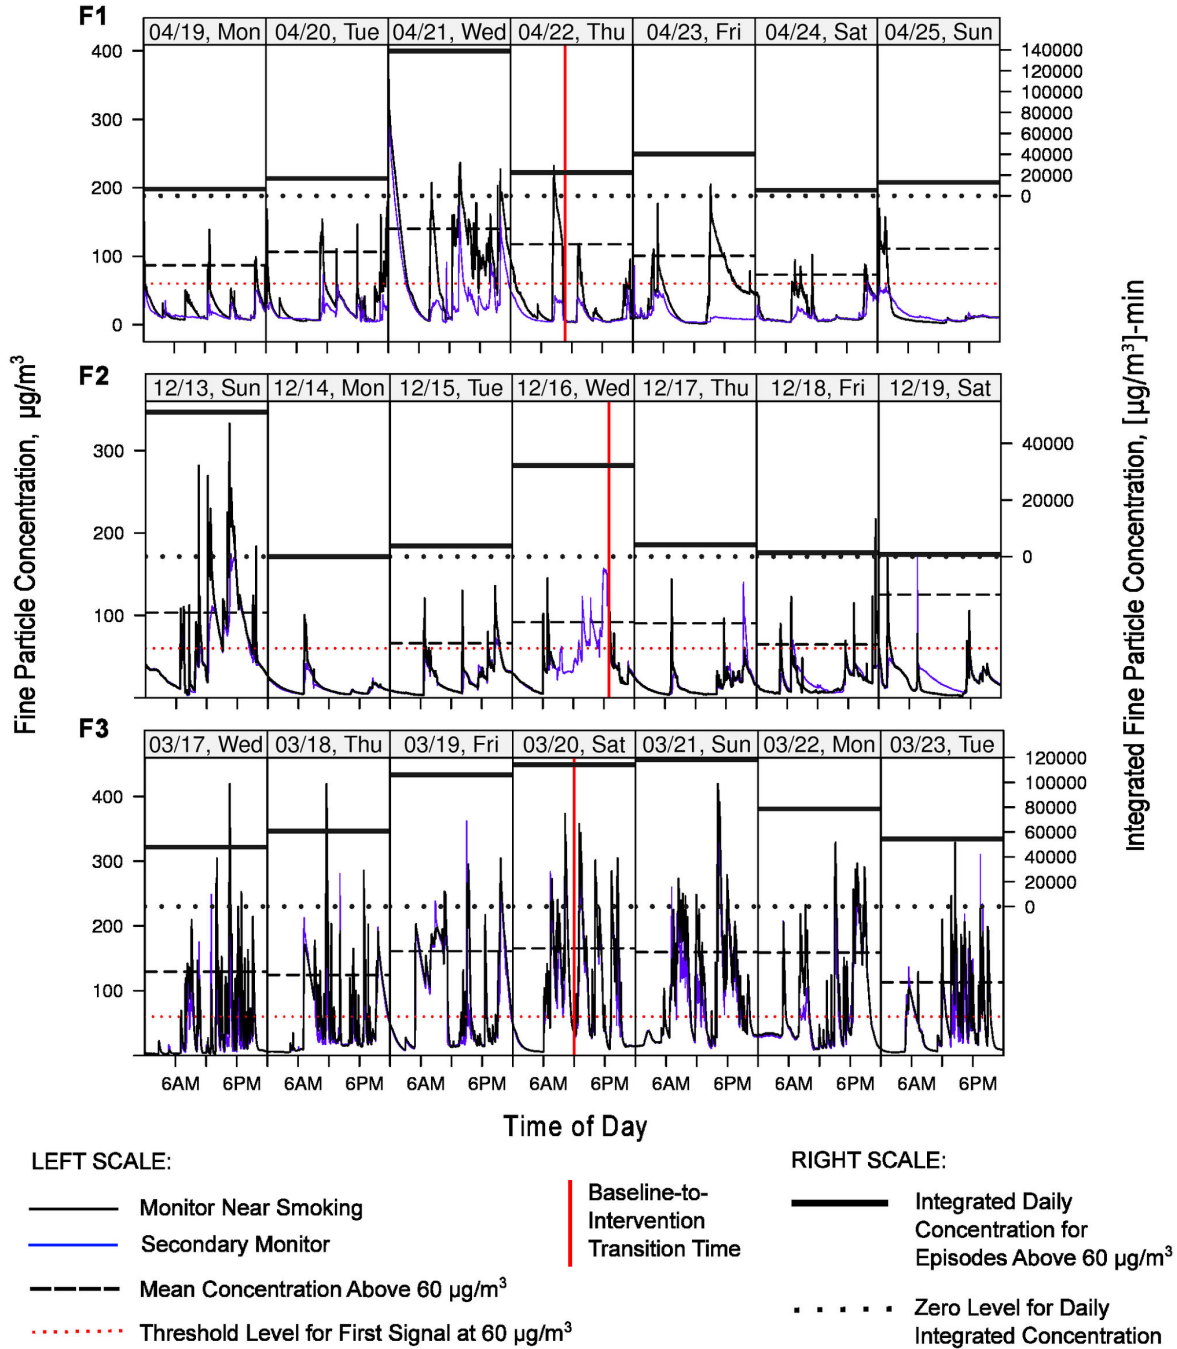 F1
04/19, Mon 04/20, Tue 04/21, Wed 04/22, Thu 04/23, Fri 04/24, Sat 04/25, Sun
400
300
200
100
0
140000
120000
100000
80000
60000
40000
20000
0
F2
12/13, Sun 12/14, Mon 12/15, Tue 12/16, Wed 12/17, Thu 12/18, Fri 12/19, Sat
300
200
100
40000
20000
0
F3
03/17, Wed 03/18, Thu 03/19, Fri 03/20, Sat 03/21, Sun 03/22, Mon 03/23, Tue
400
300
200
100
120000
100000
80000
60000
40000
20000
0
6AM 6PM 6AM 6PM 6AM 6PM 6AM 6PM 6AM 6PM 6AM 6PM 6AM 6PM
Fine Particle Concentration, µg/m³
Integrated Fine Particle Concentration, [µg/m³]-min
Time of Day
LEFT SCALE:
Monitor Near Smoking
Secondary Monitor
Mean Concentration Above 60 µg/m³
Threshold Level for First Signal at 60 µg/m³
Baseline-to-
Intervention
Transition Time
RIGHT SCALE:
Integrated Daily
Concentration for
Episodes Above 60 µg/m³
Zero Level for Daily
Integrated Concentration